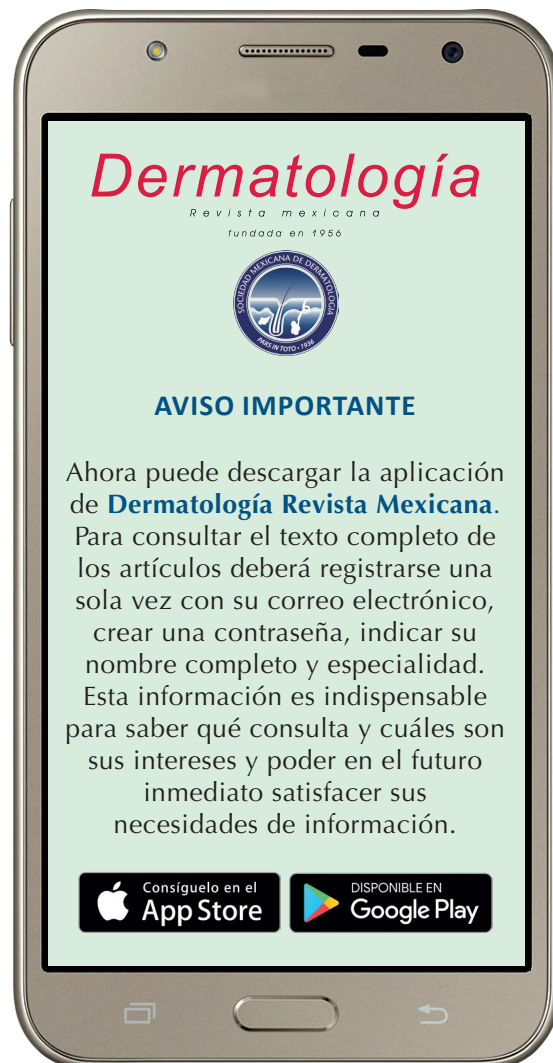 Dermatología
Revista mexicana
fundada en 1956
SOCIEDAD MEXICANA DE DERMATOLOGÍA
PARS IN TOTO • 1936
AVISO IMPORTANTE
Ahora puede descargar la aplicación
de Dermatología Revista Mexicana.
Para consultar el texto completo de
los artículos deberá registrarse una
sola vez con su correo electrónico,
crear una contraseña, indicar su
nombre completo y especialidad.
Esta información es indispensable
para saber qué consulta y cuáles son
sus intereses y poder en el futuro
inmediato satisfacer sus
necesidades de información.
Consíguelo en el
App Store
DISPONIBLE EN
Google Play